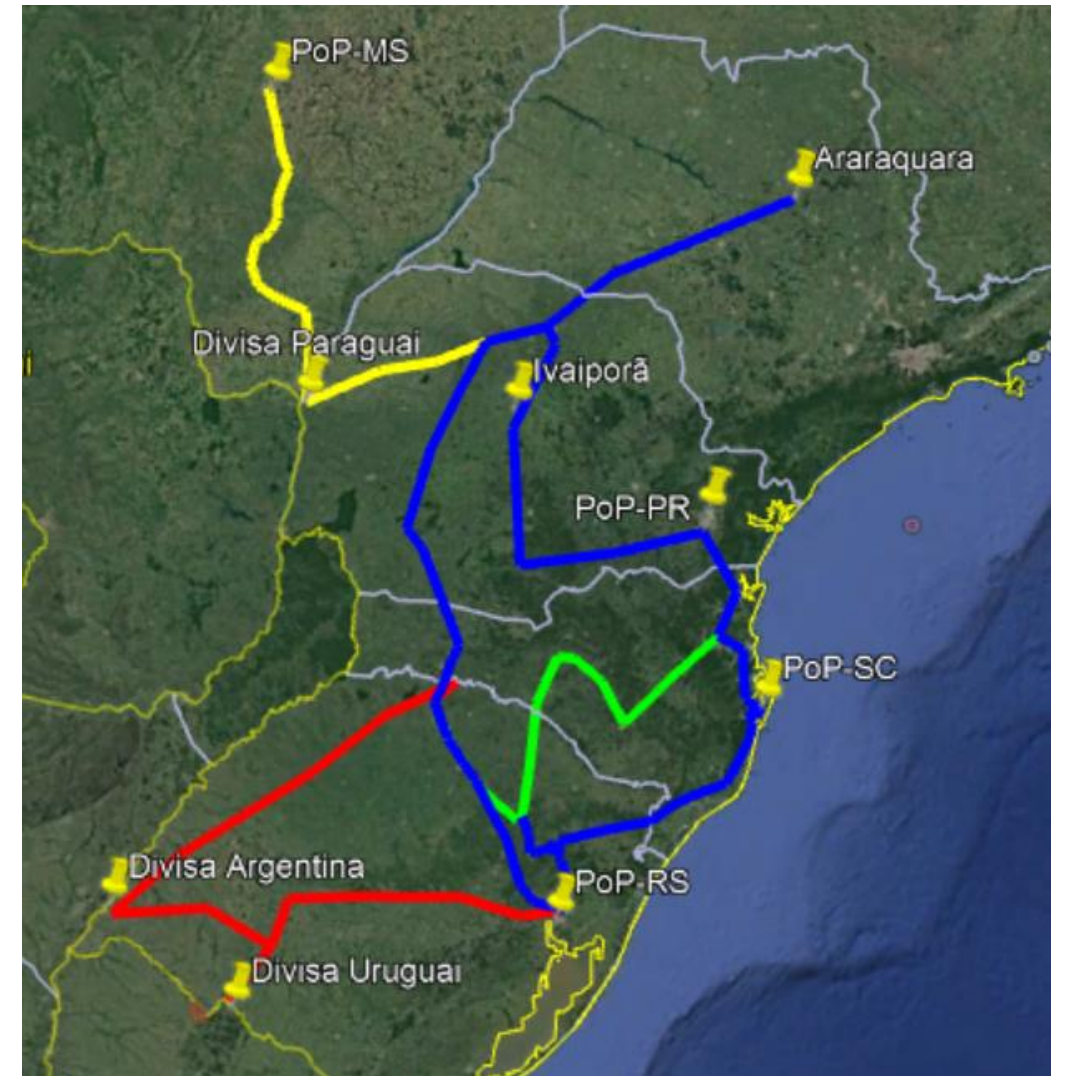 PoP-MS
Araraquara
Divisa Paraguai
Ivaiporã
PoP-PR
PoP-SC
Divisa Argentina
PoP-RS
Divisa Uruguai